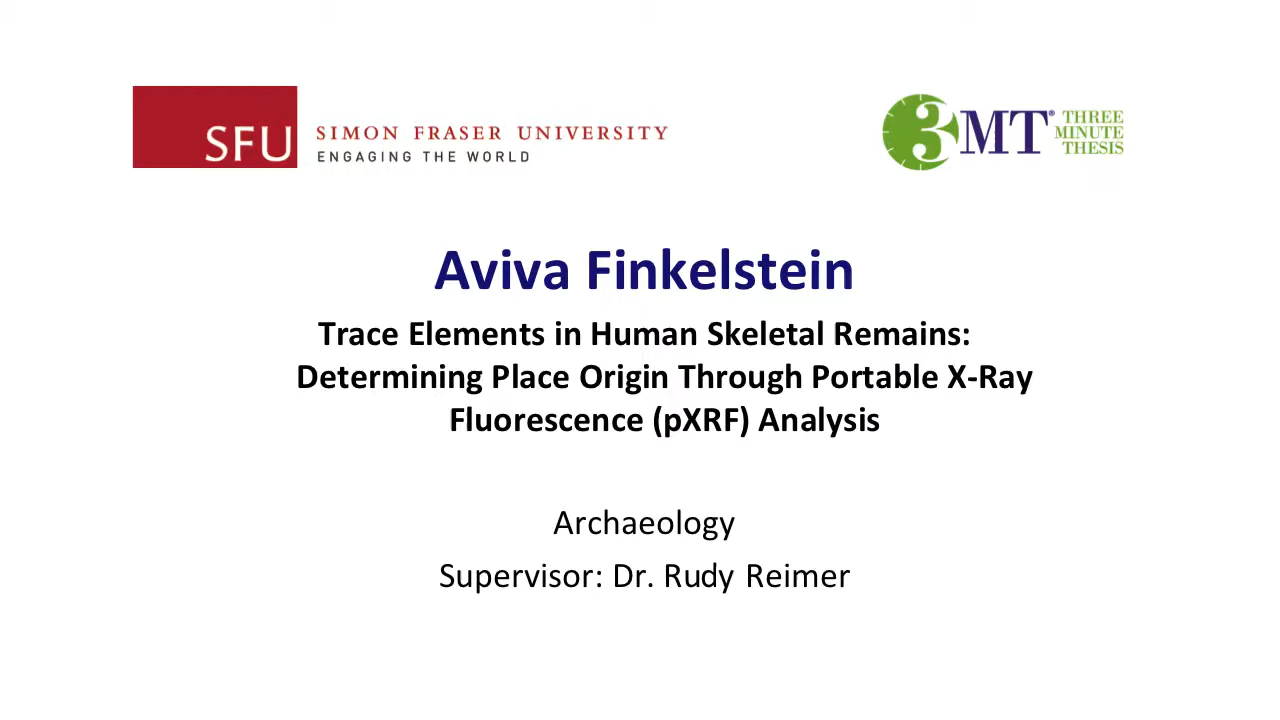 SFU
SIMON FRASER UNIVERSITY
ENGAGING THE WORLD
3MT® THREE
MINUTE
THESIS
Aviva Finkelstein
Trace Elements in Human Skeletal Remains:
Determining Place Origin Through Portable X-Ray
Fluorescence (pXRF) Analysis
Archaeology
Supervisor: Dr. Rudy Reimer